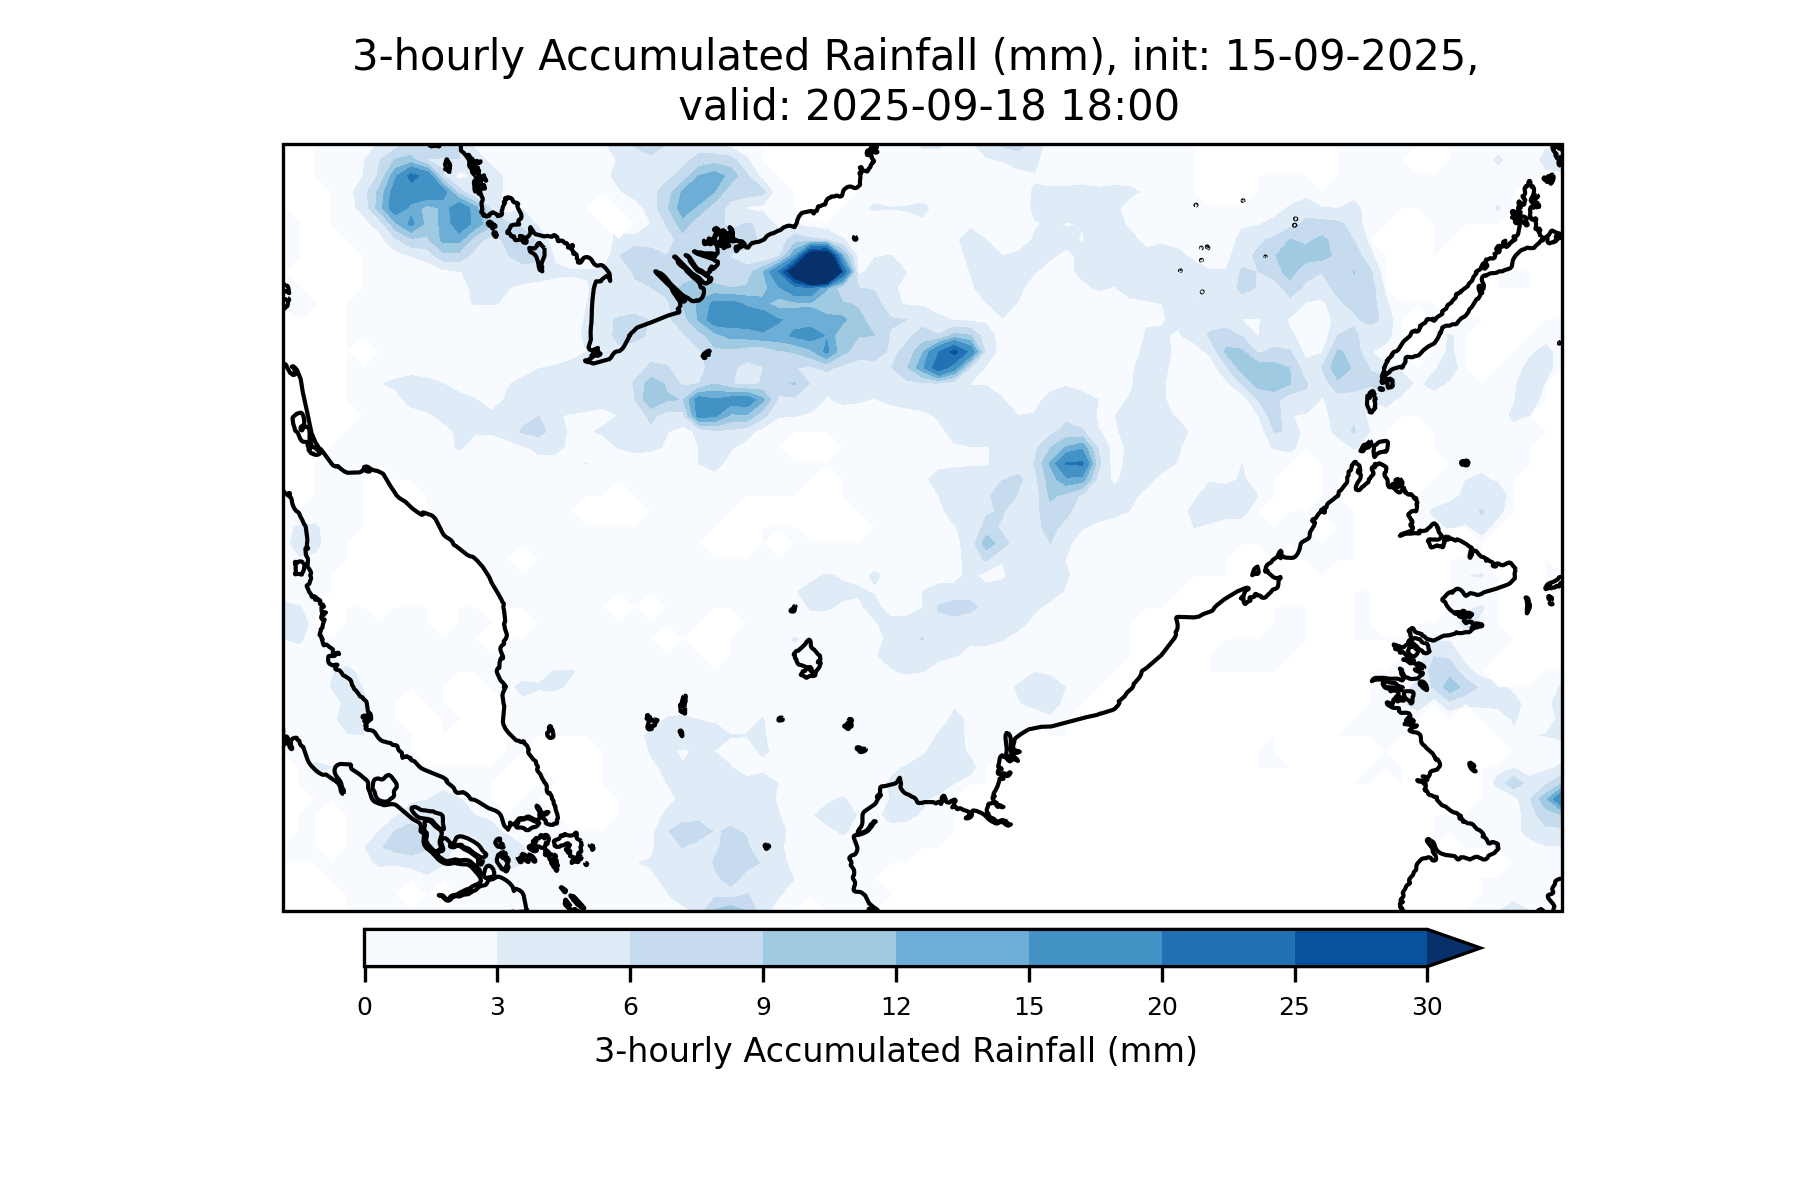 3-hourly Accumulated Rainfall (mm), init: 15-09-2025,
valid: 2025-09-18 18:00
0 3 6 9 12 15 20 25 30
3-hourly Accumulated Rainfall (mm)